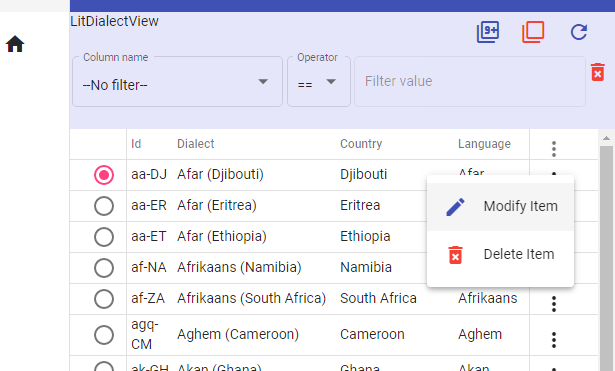 LitDialectView
9+
Column name
--No filter--
Operator
==
Filter value
Id Dialect Country Language
aa-DJ Afar (Djibouti) Djibouti Afar
aa-ER Afar (Eritrea) Eritrea
Modify Item
aa-ET Afar (Ethiopia) Ethiopia
Delete Item
af-NA Afrikaans (Namibia) Namibia
af-ZA Afrikaans (South Africa) South Africa Afrikaans
agq-
CM Aghem (Cameroon) Cameroon Aghem
ak-GH Akan (Ghana) Ghana Akan